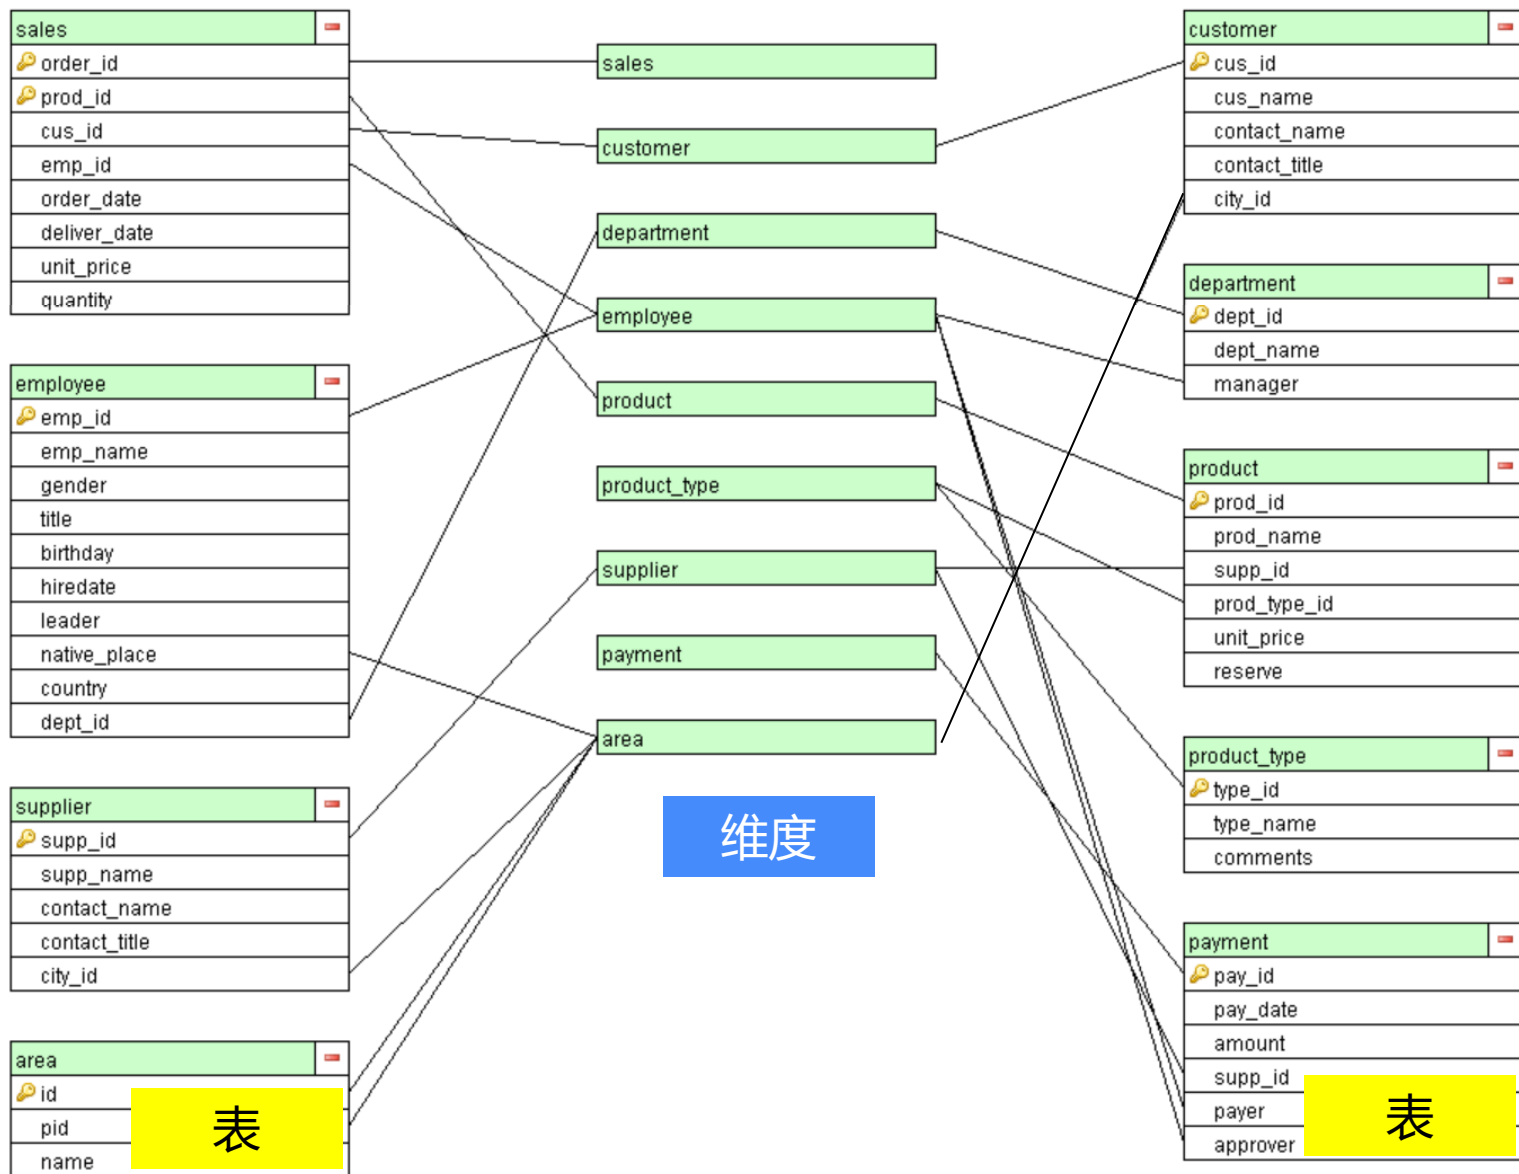 sales
order_id
prod_id
cus_id
emp_id
order_date
deliver_date
unit_price
quantity
employee
emp_id
emp_name
gender
title
birthday
hiredate
leader
native_place
country
dept_id
supplier
supp_id
supp_name
contact_name
contact_title
city_id
area
id
pid
name
表
sales
customer
department
employee
product
product_type
supplier
payment
area
维度
customer
cus_id
cus_name
contact_name
contact_title
city_id
department
dept_id
dept_name
manager
product
prod_id
prod_name
supp_id
prod_type_id
unit_price
reserve
product_type
type_id
type_name
comments
payment
pay_id
pay_date
amount
supp_id
payer
approver
表